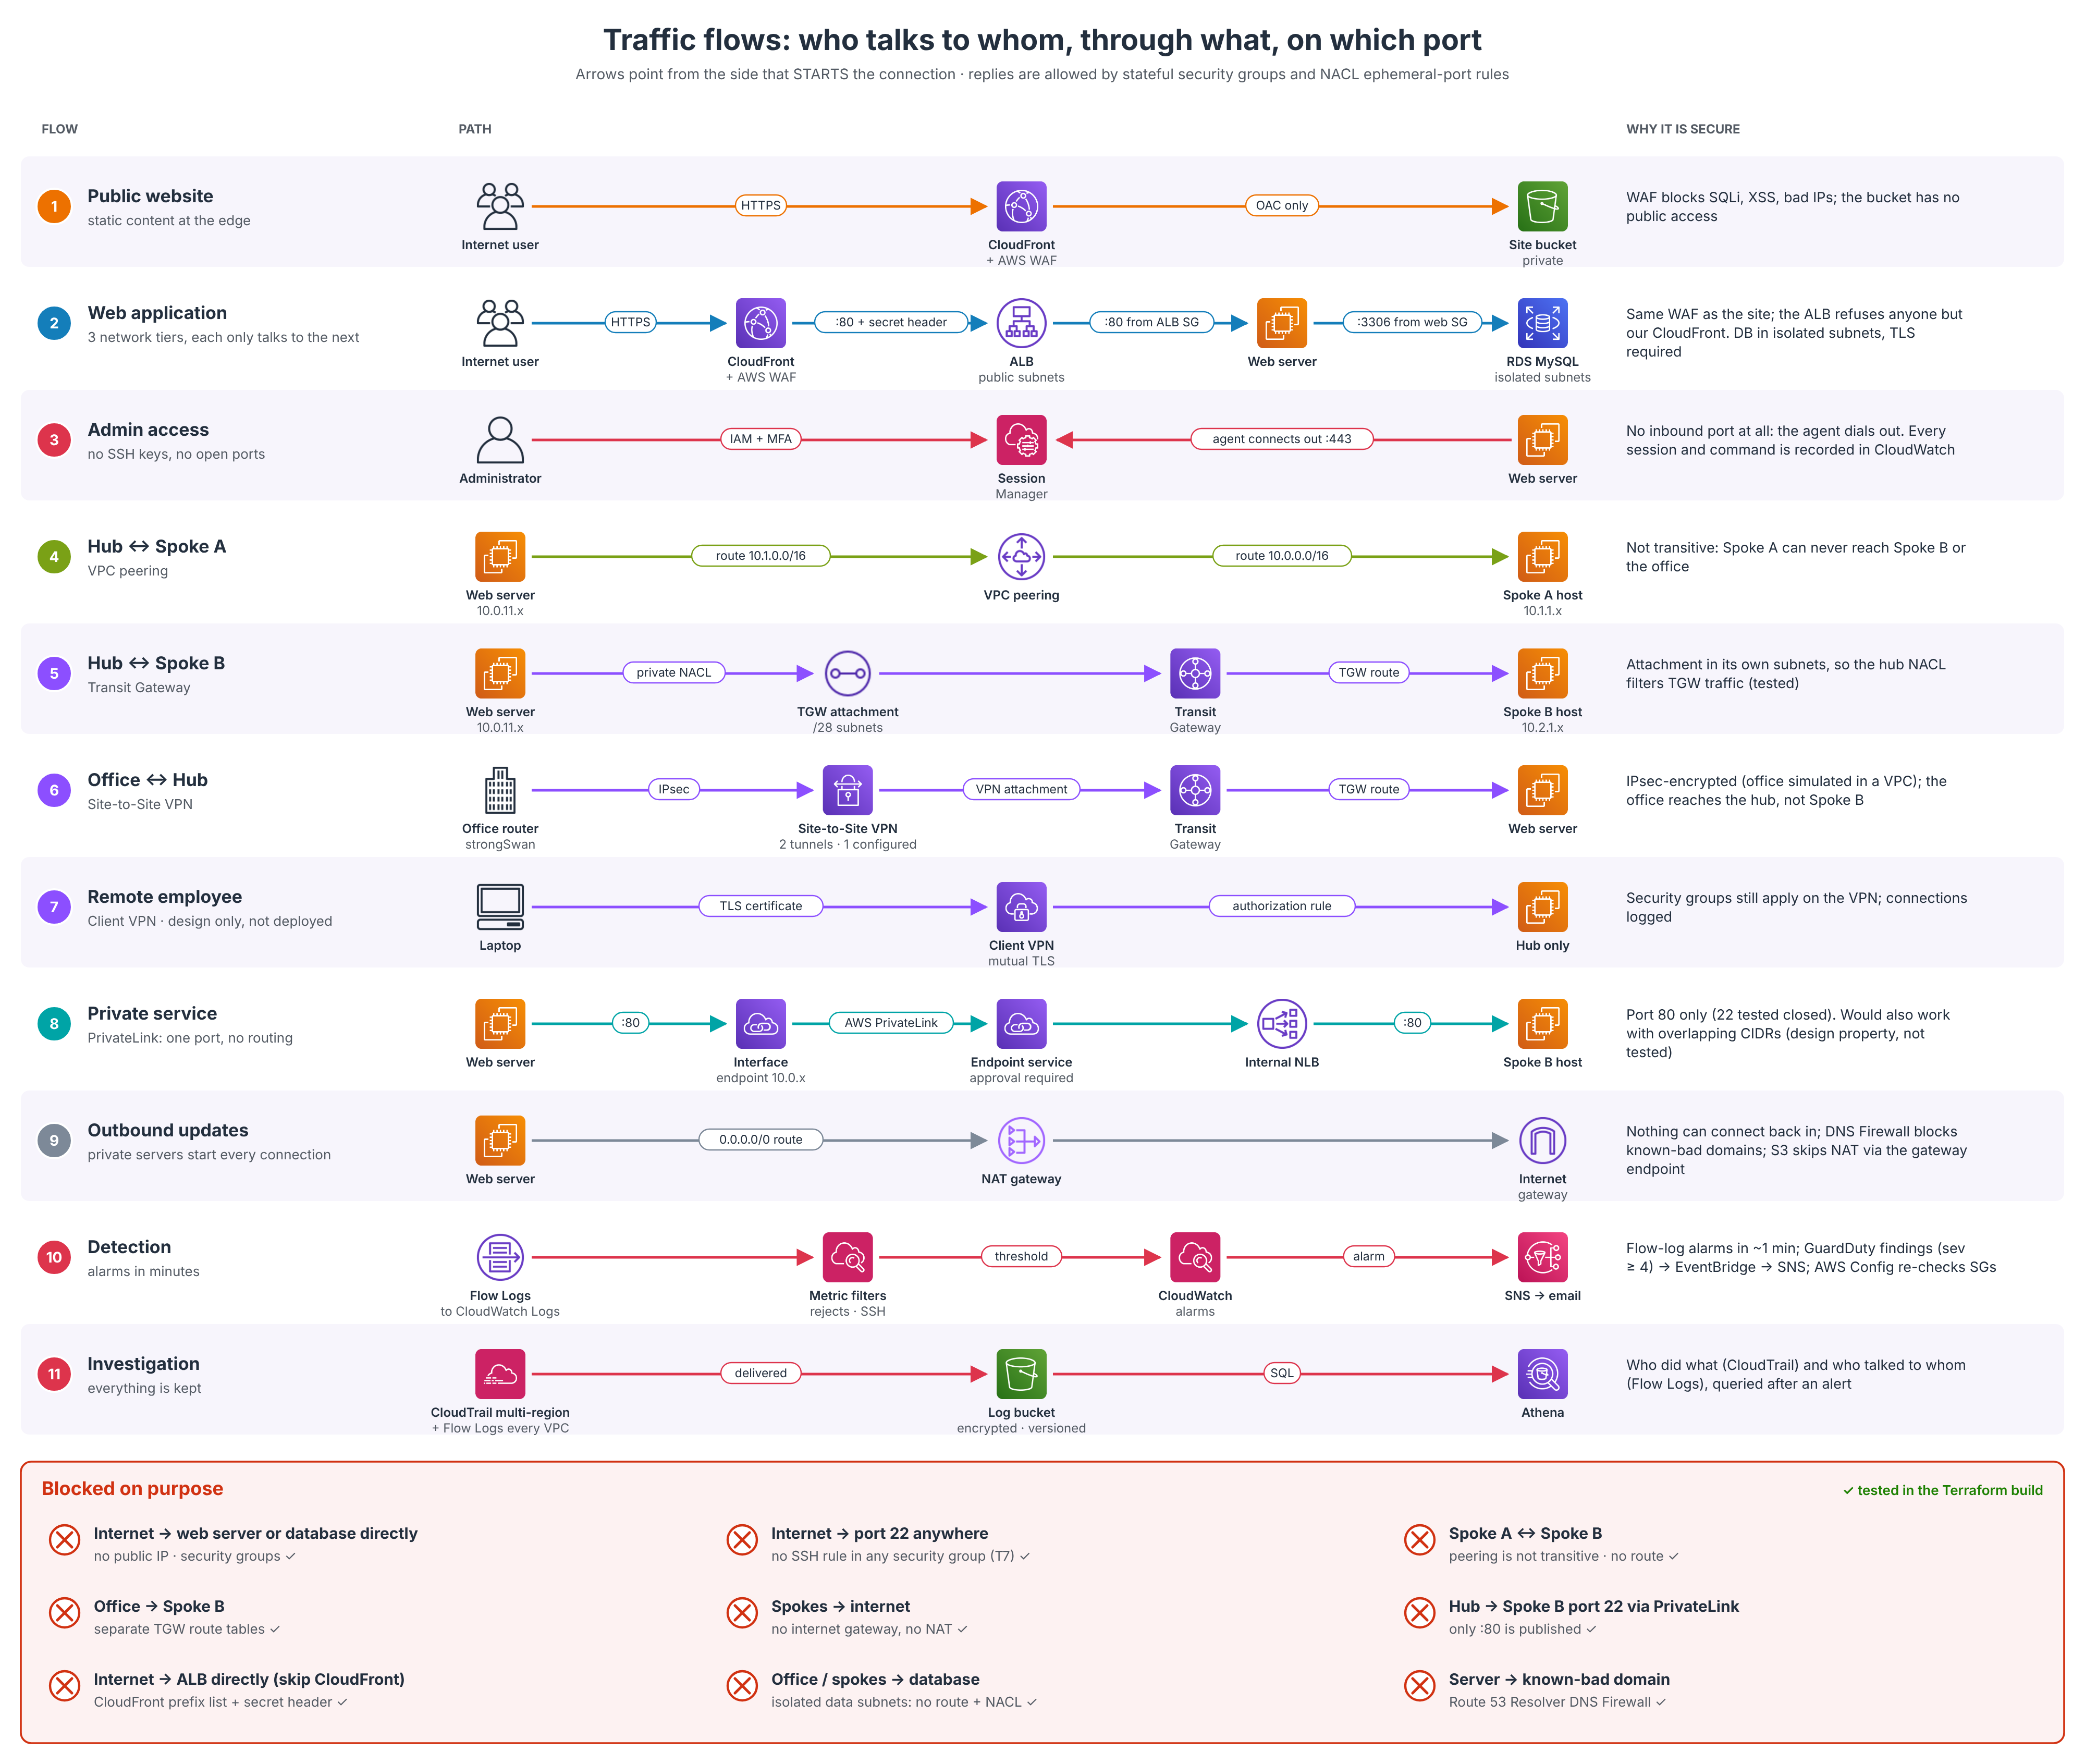 Traffic flows: who talks to whom, through what, on which port
Arrows point from the side that STARTS the connection · replies are allowed by stateful security groups and NACL ephemeral-port rules
FLOW
PATH
WHY IT IS SECURE
1
Public website
static content at the edge
Internet user
HTTPS
CloudFront
+ AWS WAF
OAC only
Site bucket
private
WAF blocks SQLi, XSS, bad IPs; the bucket has no
public access
2
Web application
3 network tiers, each only talks to the next
Internet user
HTTPS
CloudFront
+ AWS WAF
:80 + secret header
ALB
public subnets
:80 from ALB SG
Web server
:3306 from web SG
RDS MySQL
isolated subnets
Same WAF as the site; the ALB refuses anyone but
our CloudFront. DB in isolated subnets, TLS
required
3
Admin access
no SSH keys, no open ports
Administrator
IAM + MFA
Session
Manager
agent connects out :443
Web server
No inbound port at all: the agent dials out. Every
session and command is recorded in CloudWatch
4
Hub ↔ Spoke A
VPC peering
Web server
10.0.11.x
route 10.1.0.0/16
VPC peering
route 10.0.0.0/16
Spoke A host
10.1.1.x
Not transitive: Spoke A can never reach Spoke B or
the office
5
Hub ↔ Spoke B
Transit Gateway
Web server
10.0.11.x
private NACL
TGW attachment
/28 subnets
Transit
Gateway
TGW route
Spoke B host
10.2.1.x
Attachment in its own subnets, so the hub NACL
filters TGW traffic (tested)
6
Office ↔ Hub
Site-to-Site VPN
Office router
strongSwan
IPsec
Site-to-Site VPN
2 tunnels · 1 configured
VPN attachment
Transit
Gateway
TGW route
Web server
IPsec-encrypted (office simulated in a VPC); the
office reaches the hub, not Spoke B
7
Remote employee
Client VPN · design only, not deployed
Laptop
TLS certificate
Client VPN
mutual TLS
authorization rule
Hub only
Security groups still apply on the VPN; connections
logged
8
Private service
PrivateLink: one port, no routing
Web server
:80
Interface
endpoint 10.0.x
AWS PrivateLink
Endpoint service
approval required
Internal NLB
:80
Spoke B host
Port 80 only (22 tested closed). Would also work
with overlapping CIDRs (design property, not
tested)
9
Outbound updates
private servers start every connection
Web server
0.0.0.0/0 route
NAT gateway
Internet
gateway
Nothing can connect back in; DNS Firewall blocks
known-bad domains; S3 skips NAT via the gateway
endpoint
10
Detection
alarms in minutes
Flow Logs
to CloudWatch Logs
Metric filters
rejects · SSH
threshold
CloudWatch
alarms
alarm
SNS → email
Flow-log alarms in ~1 min; GuardDuty findings (sev
≥ 4) → EventBridge → SNS; AWS Config re-checks SGs
11
Investigation
everything is kept
CloudTrail multi-region
+ Flow Logs every VPC
delivered
Log bucket
encrypted · versioned
SQL
Athena
Who did what (CloudTrail) and who talked to whom
(Flow Logs), queried after an alert
Blocked on purpose
✓ tested in the Terraform build
Internet → web server or database directly
no public IP · security groups ✓
Internet → port 22 anywhere
no SSH rule in any security group (T7) ✓
Spoke A ↔ Spoke B
peering is not transitive · no route ✓
Office → Spoke B
separate TGW route tables ✓
Spokes → internet
no internet gateway, no NAT ✓
Hub → Spoke B port 22 via PrivateLink
only :80 is published ✓
Internet → ALB directly (skip CloudFront)
CloudFront prefix list + secret header ✓
Office / spokes → database
isolated data subnets: no route + NACL ✓
Server → known-bad domain
Route 53 Resolver DNS Firewall ✓